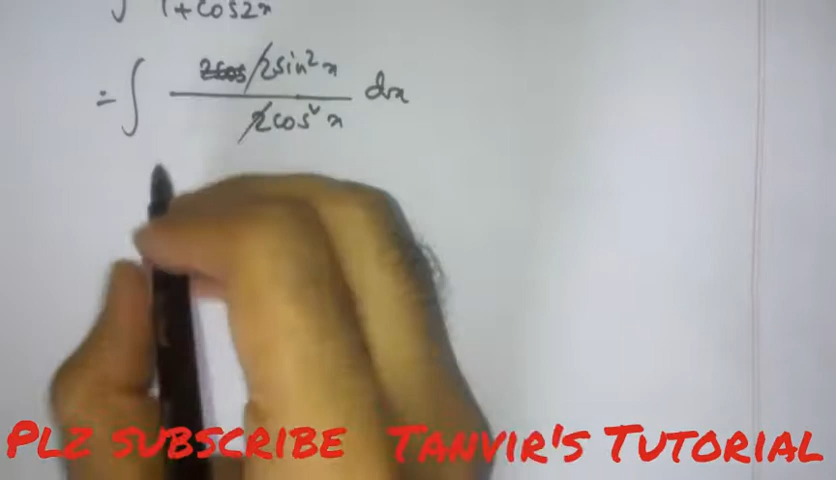 ∫ 1+cos2x
= ∫ 2sin²x / 2cos²x dx
PLZ SUBSCRIBE TANVIR'S TUTORIAL